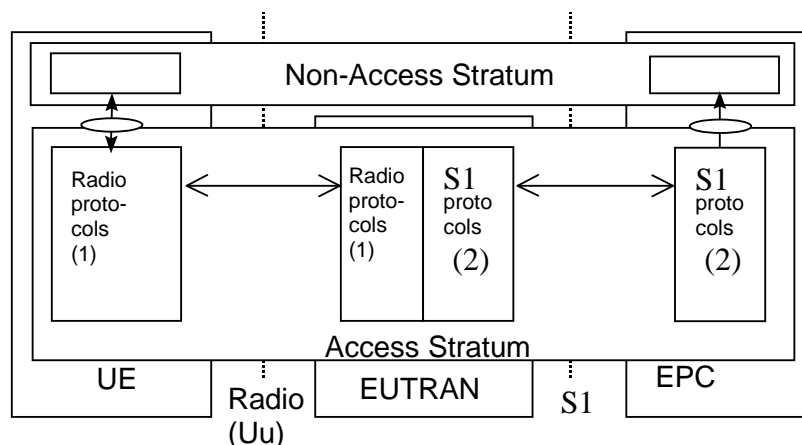 Non-Access Stratum
Radio
proto-
cols
(1)
Radio
proto-
cols
(1)
S1
proto
cols
(2)
S1
proto
cols
(2)
Access Stratum
UE
Radio
(Uu)
EUTRAN
S1
EPC